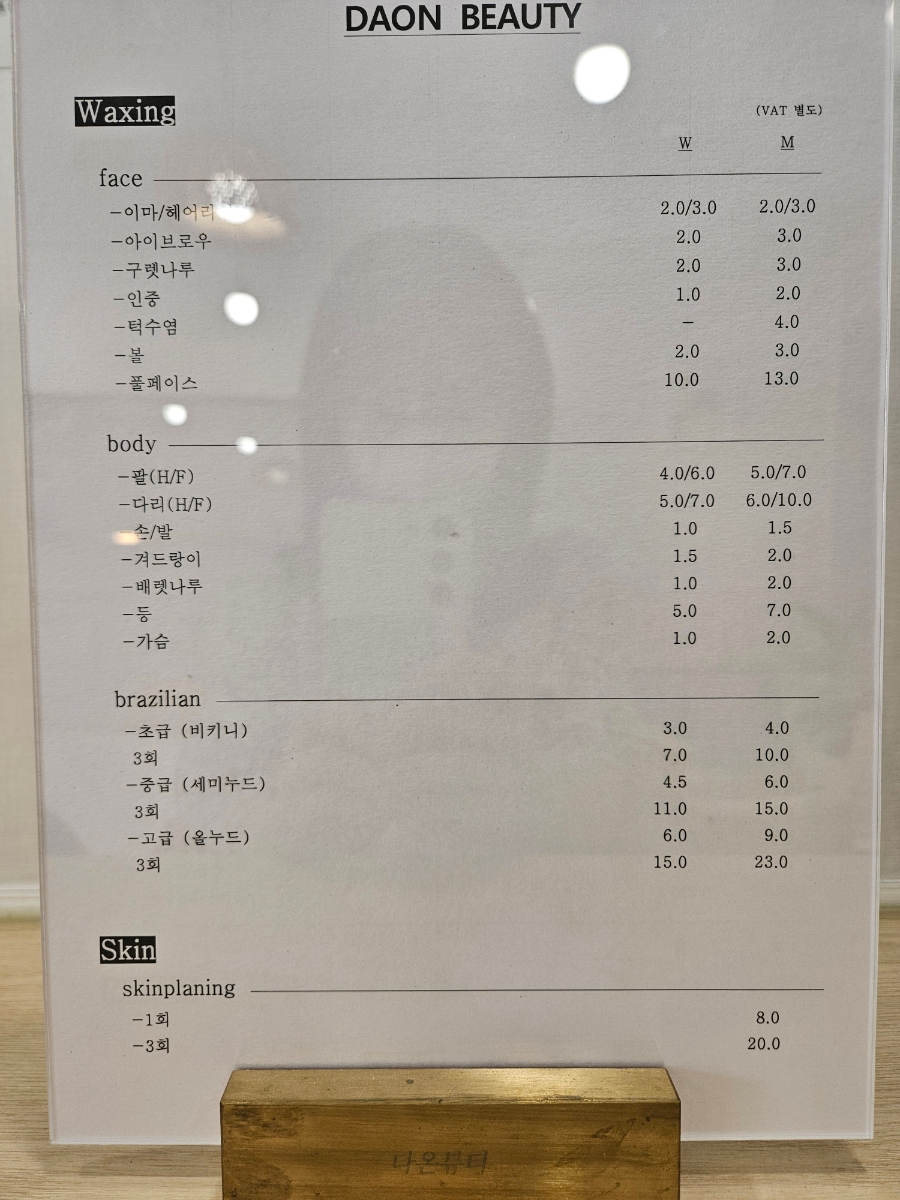 DAON BEAUTY
Waxing
(VAT 별도)
W M
face
-이마/헤어라 2.0/3.0 2.0/3.0
-아이브로우 2.0 3.0
-구렛나루 2.0 3.0
-인중 1.0 2.0
-턱수염 - 4.0
-볼 2.0 3.0
-풀페이스 10.0 13.0
body
-팔(H/F) 4.0/6.0 5.0/7.0
-다리(H/F) 5.0/7.0 6.0/10.0
-손/발 1.0 1.5
-겨드랑이 1.5 2.0
-배렛나루 1.0 2.0
-등 5.0 7.0
-가슴 1.0 2.0
brazilian
-초급 (비키니) 3.0 4.0
3회 7.0 10.0
-중급 (세미누드) 4.5 6.0
3회 11.0 15.0
-고급 (올누드) 6.0 9.0
3회 15.0 23.0
Skin
skinplaning
-1회 8.0
-3회 20.0